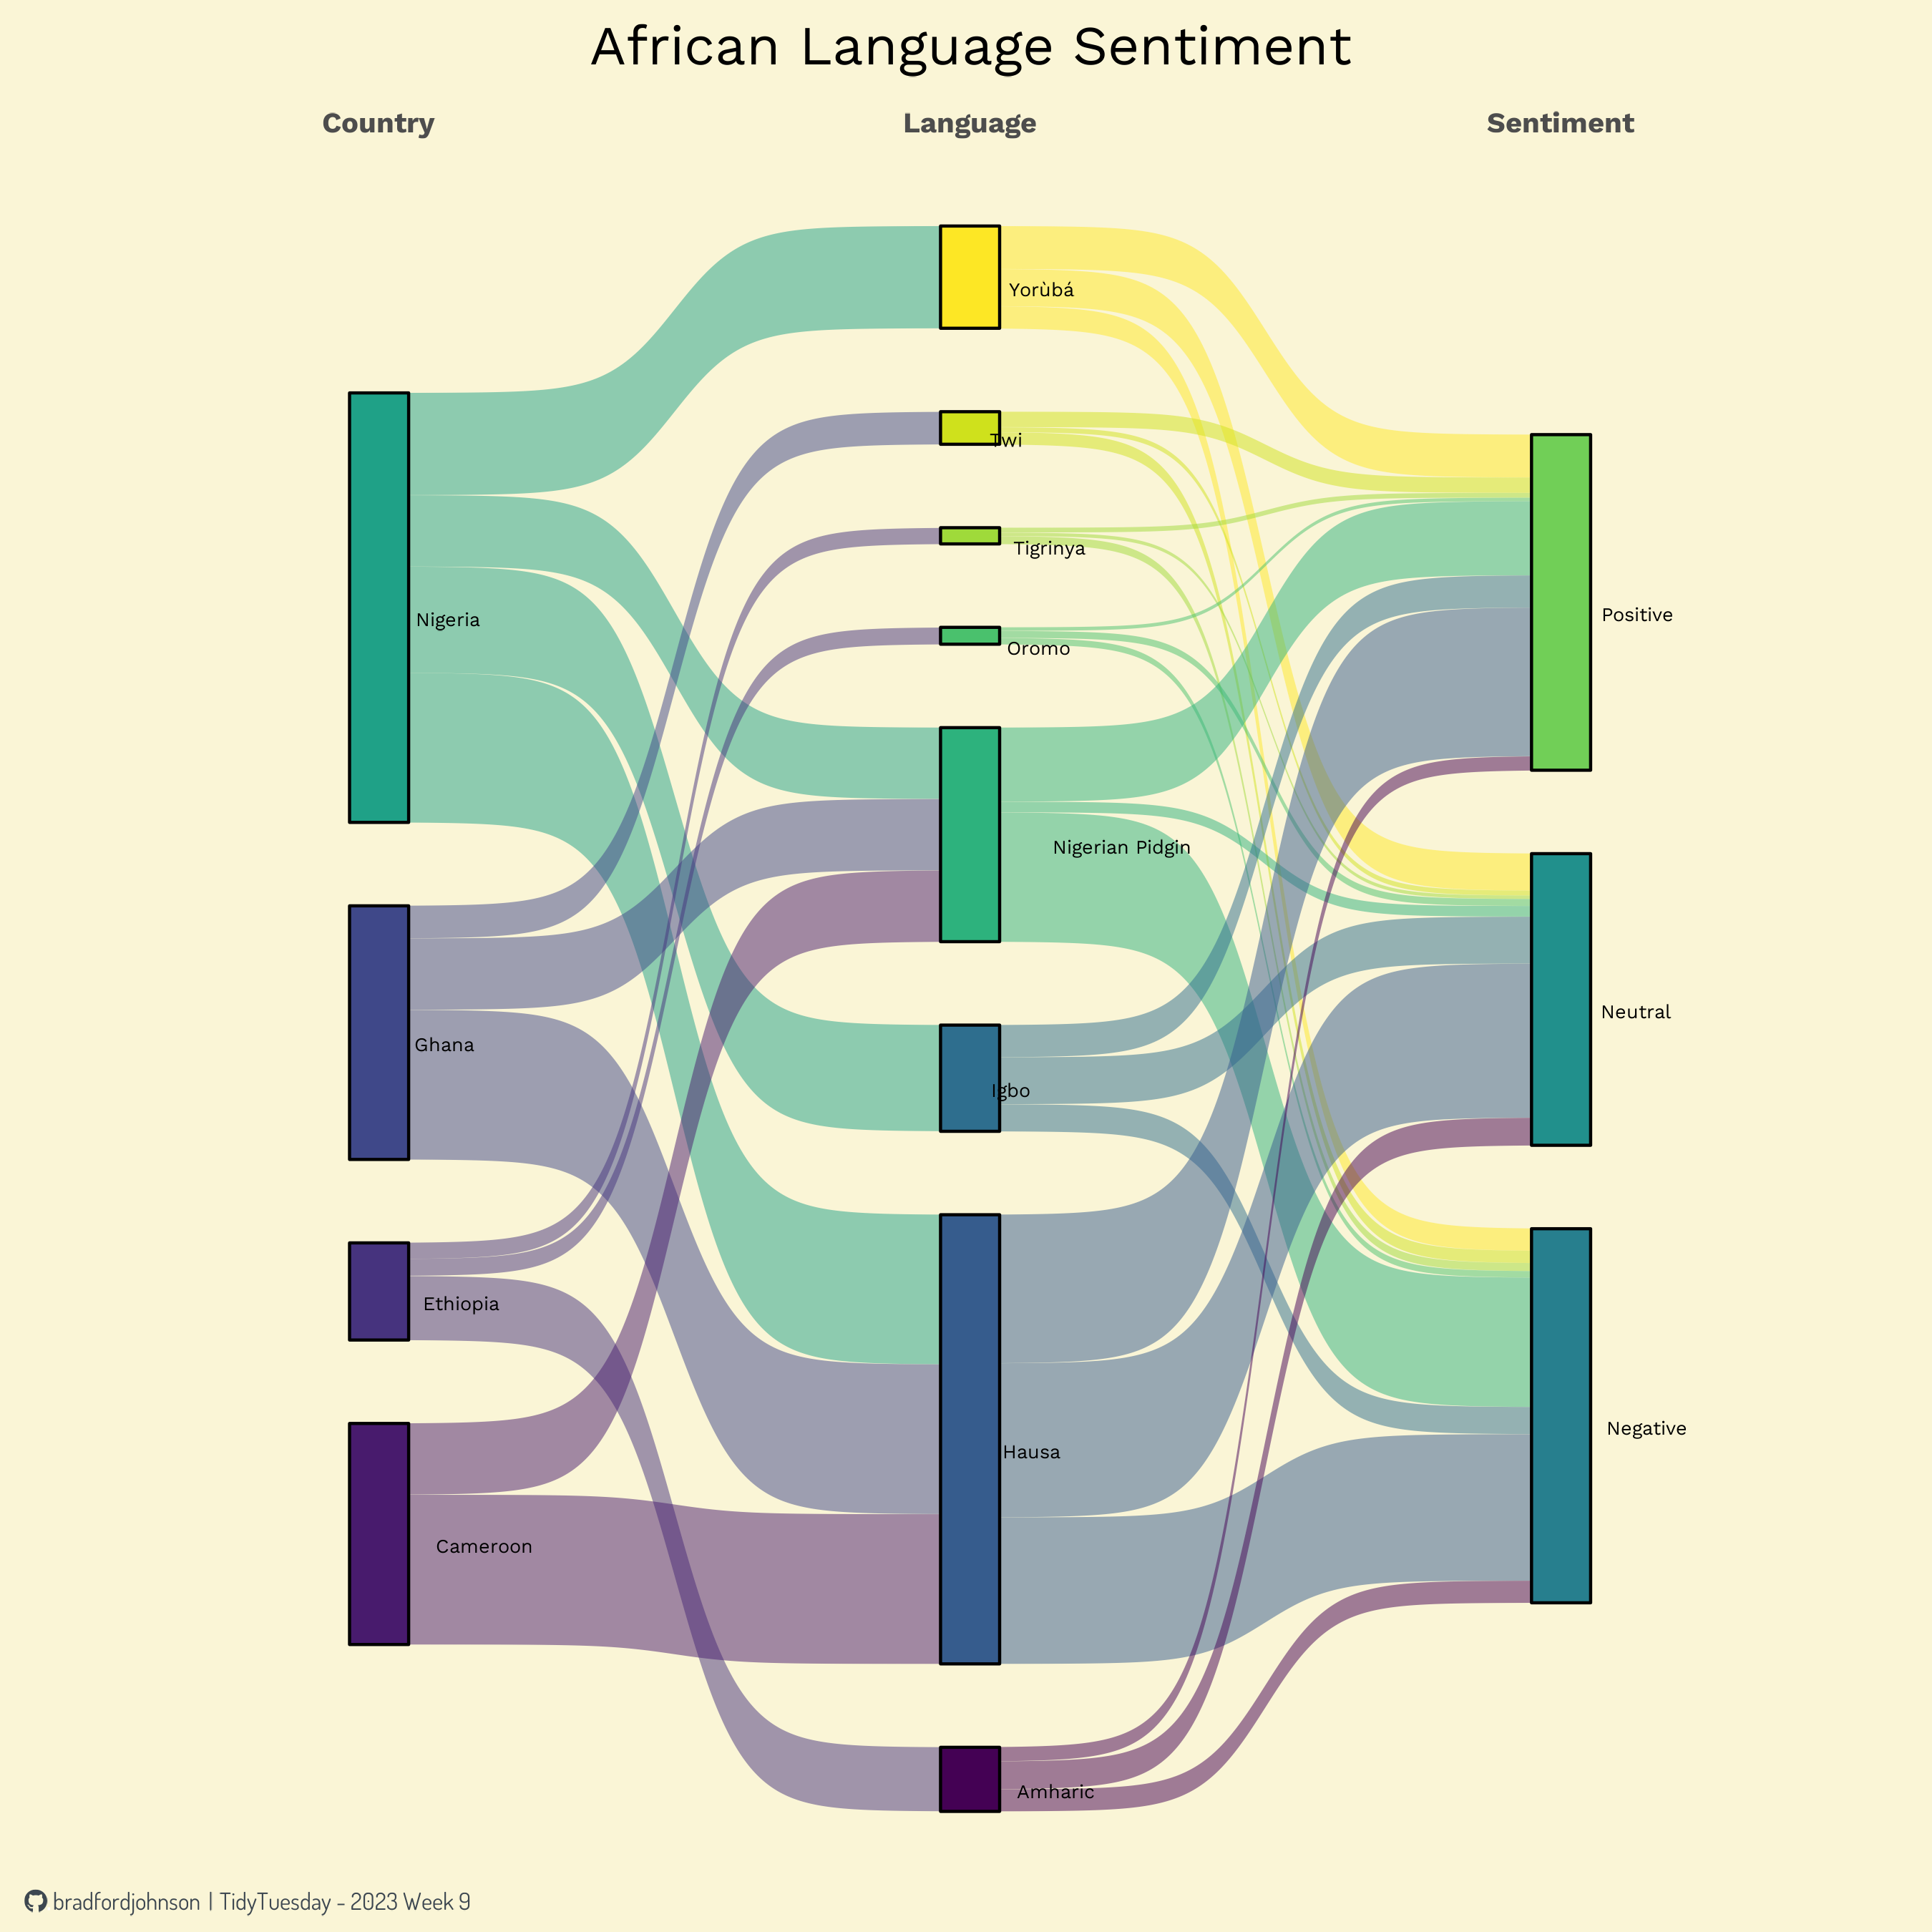 African Language Sentiment
Country
Language
Sentiment
Yorùbá
Twi
Tigrinya
Oromo
Nigeria
Positive
Nigerian Pidgin
Neutral
Ghana
Igbo
Ethiopia
Negative
Hausa
Cameroon
Amharic
bradfordjohnson | TidyTuesday - 2023 Week 9